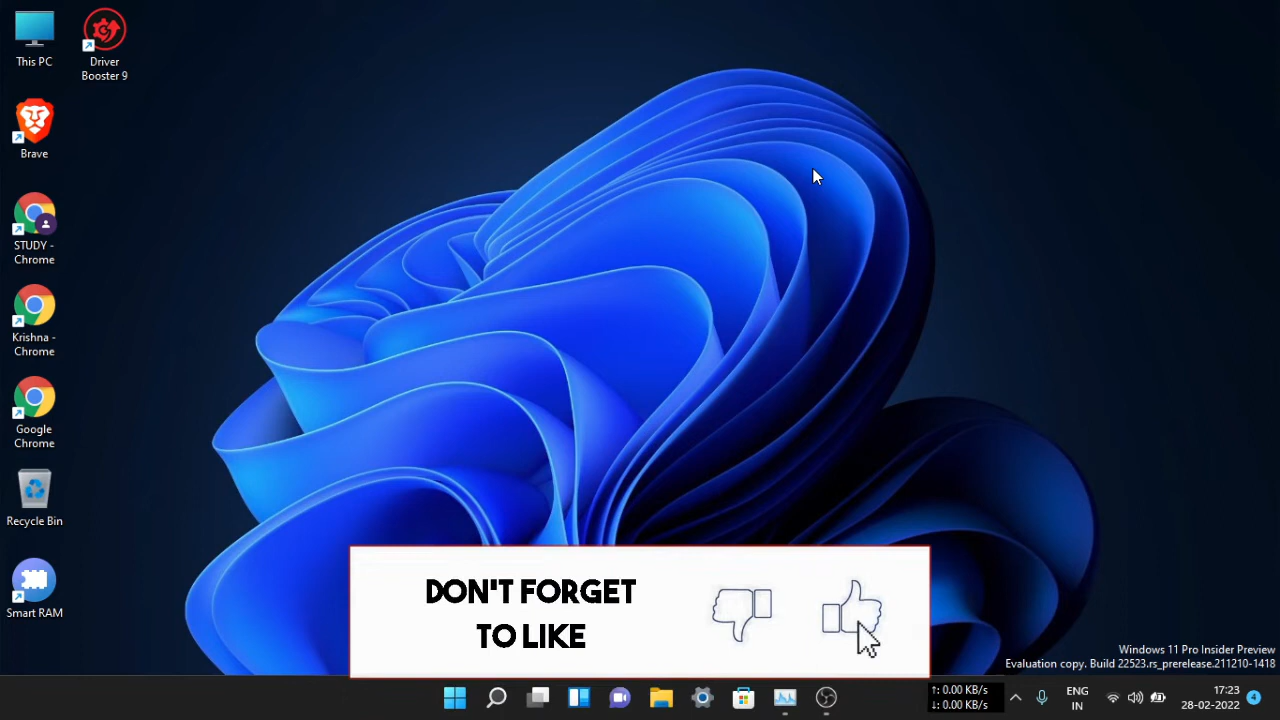 This PC
Driver
Booster 9
Brave
STUDY -
Chrome
Krishna -
Chrome
Google
Chrome
Recycle Bin
Smart RAM
DON'T FORGET
TO LIKE
Windows 11 Pro Insider Preview
Evaluation copy. Build 22523.rs_prerelease.211210-1418
↑: 0.00 KB/s
↓: 0.00 KB/s
ENG
IN
17:23
28-02-2022
4